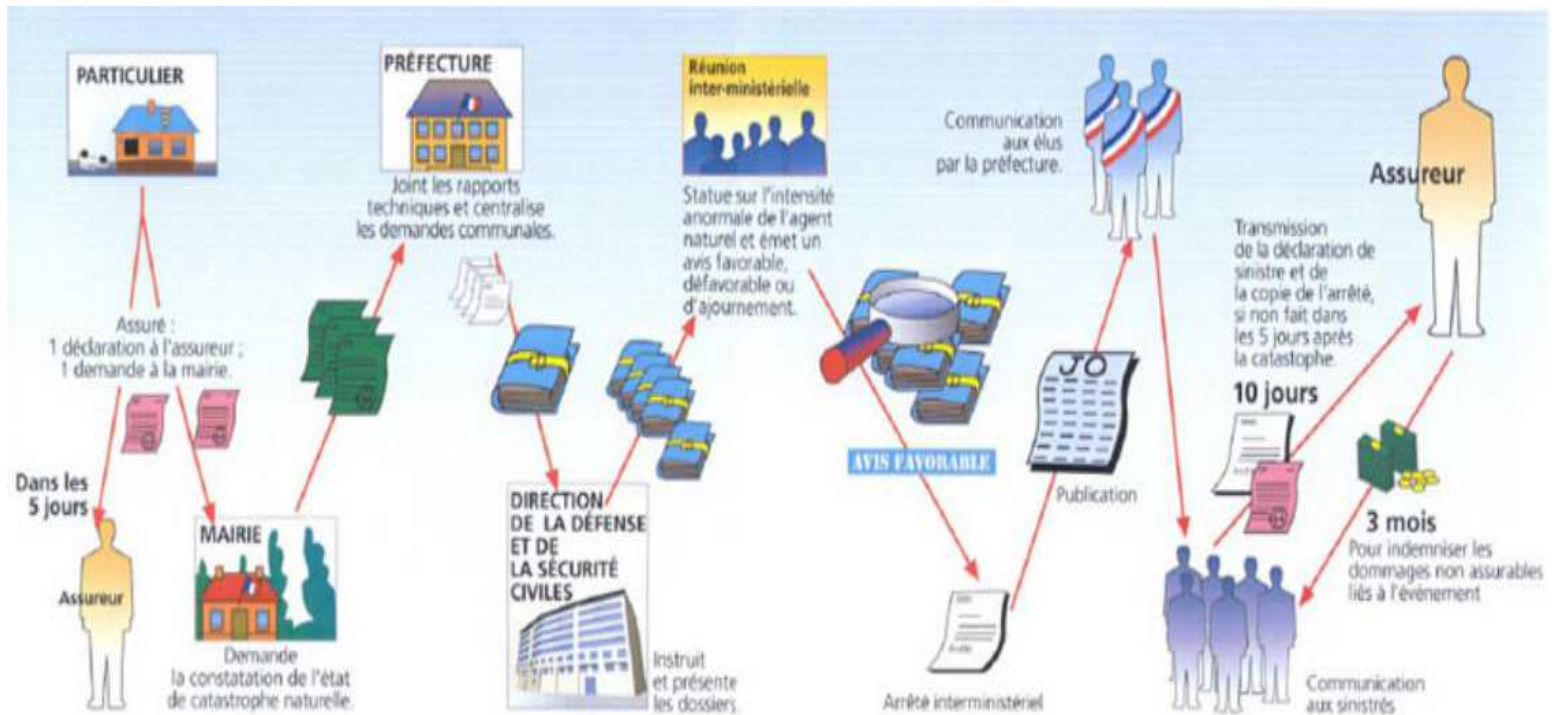 PARTICULIER
Assuré :
1 déclaration à l'assureur ;
1 demande à la mairie.
Dans les
5 jours
Assureur
MAIRIE
Demande
la constatation de l'état
de catastrophe naturelle.
PRÉFECTURE
Joint les rapports
techniques et centralise
les demandes communales.
DIRECTION
DE LA DÉFENSE
ET DE
LA SÉCURITÉ
CIVILES
Instruit
et présente
les dossiers.
Réunion
inter-ministérielle
Statue sur l'intensité
anormale de l'agent
naturel et émet un
avis favorable,
défavorable ou
d'ajournement.
AVIS FAVORABLE
Arrêté interministériel
JO
Publication
Communication
aux élus
par la préfecture.
Communication
aux sinistrés
Transmission
de la déclaration de
sinistre et de
la copie de l'arrêté,
si non fait dans
les 5 jours après
la catastophe.
10 jours
Assureur
3 mois
Pour indemniser les
dommages non assurables
liés à l'événement